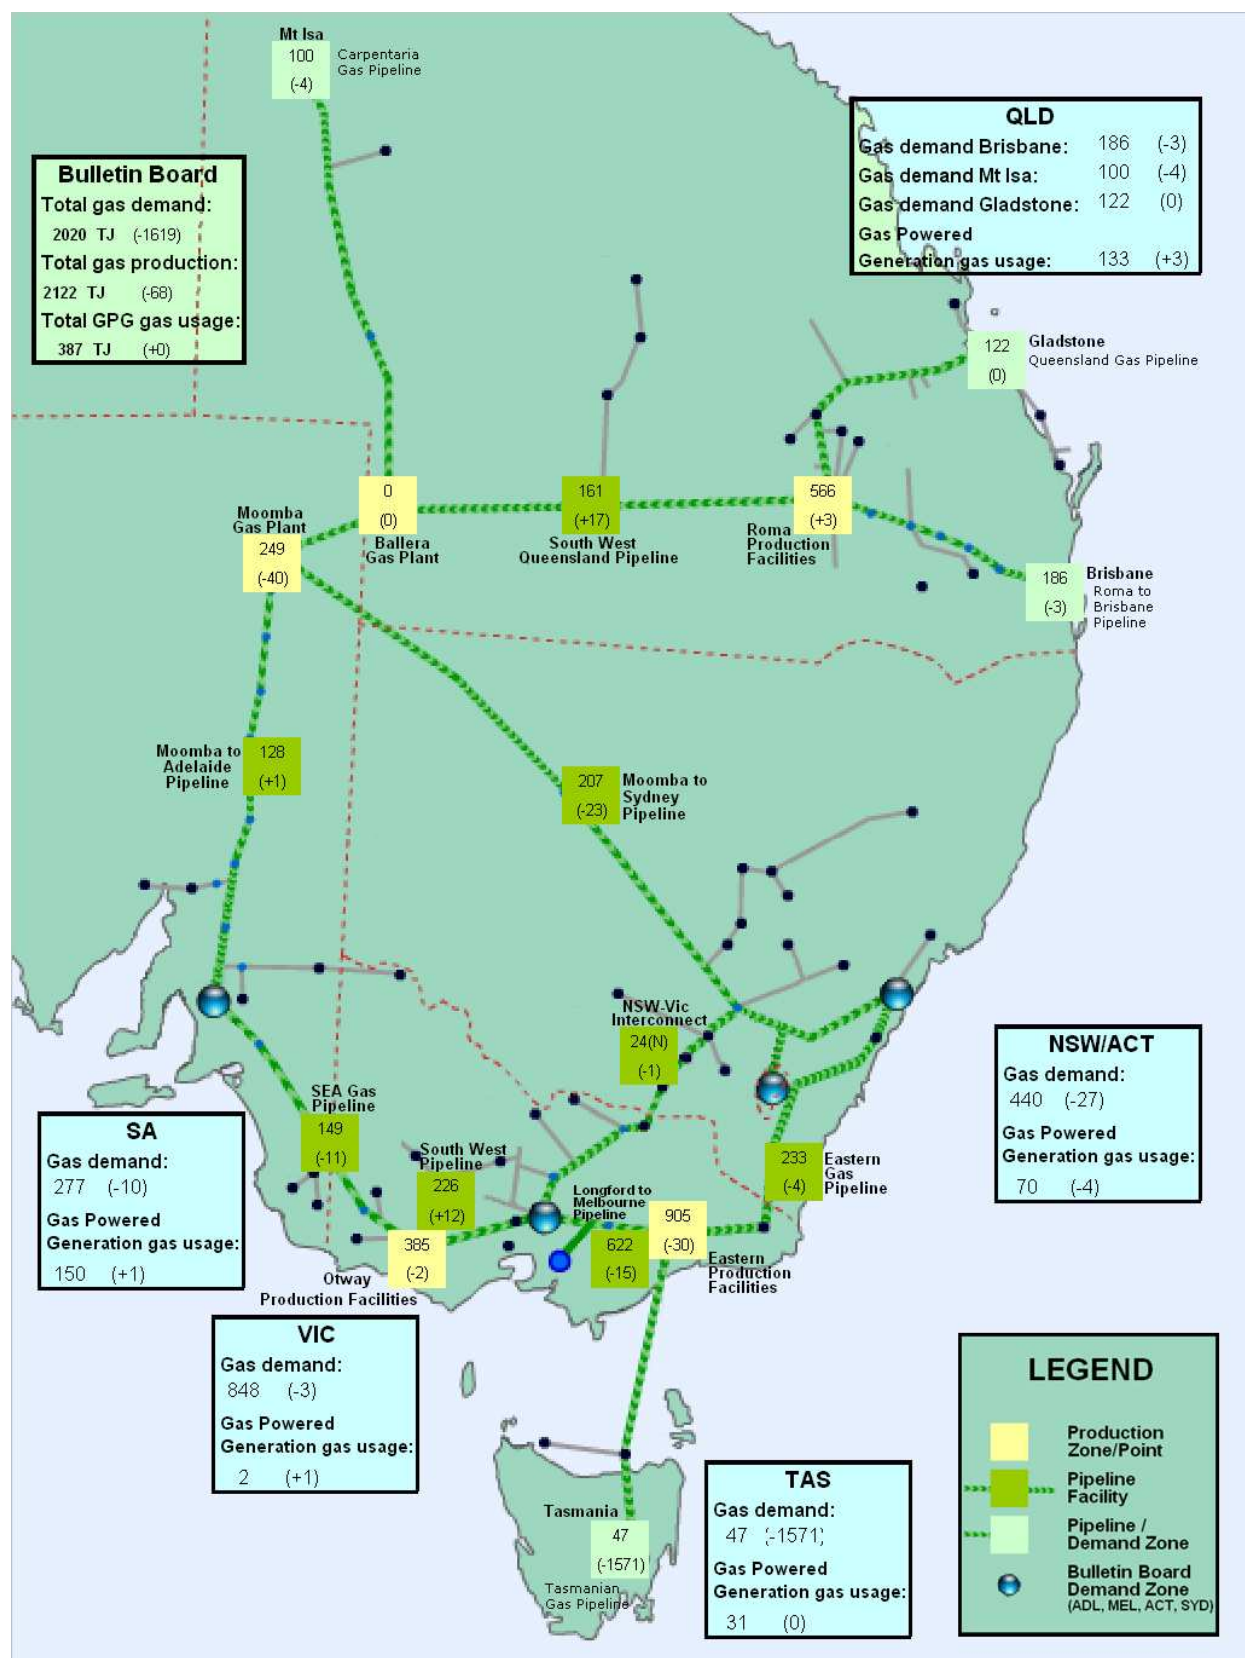 Mt Isa
100
(-4)
Carpentaria
Gas Pipeline
QLD
Gas demand Brisbane: 186 (-3)
Gas demand Mt Isa: 100 (-4)
Gas demand Gladstone: 122 (0)
Gas Powered
Generation gas usage: 133 (+3)
Bulletin Board
Total gas demand:
2020 TJ (-1619)
Total gas production:
2122 TJ (-68)
Total GPG gas usage:
387 TJ (+0)
122
(0)
Gladstone
Queensland Gas Pipeline
0
(0)
Ballera
Gas Plant
161
(+17)
South West
Queensland Pipeline
566
(+3)
Roma
Production
Facilities
Moomba
Gas Plant
249
(-40)
186
(-3)
Brisbane
Roma to
Brisbane
Pipeline
Moomba to
Adelaide
Pipeline
128
(+1)
207
(-23)
Moomba to
Sydney
Pipeline
NSW-Vic
Interconnect
24(N)
(-1)
NSW/ACT
Gas demand:
440 (-27)
Gas Powered
Generation gas usage:
70 (-4)
SEA Gas
Pipeline
149
(-11)
SA
Gas demand:
277 (-10)
Gas Powered
Generation gas usage:
150 (+1)
South West
Pipeline
226
(+12)
233
(-4)
Eastern
Gas
Pipeline
Longford to
Melbourne
Pipeline
622
(-15)
905
(-30)
Eastern
Production
Facilities
385
(-2)
Otway
Production Facilities
VIC
Gas demand:
848 (-3)
Gas Powered
Generation gas usage:
2 (+1)
Tasmania
47
(-1571)
Tasmanian
Gas Pipeline
TAS
Gas demand:
47 (-1571)
Gas Powered
Generation gas usage:
31 (0)
LEGEND
Production
Zone/Point
Pipeline
Facility
Pipeline /
Demand Zone
Bulletin Board
Demand Zone
(ADL, MEL, ACT, SYD)